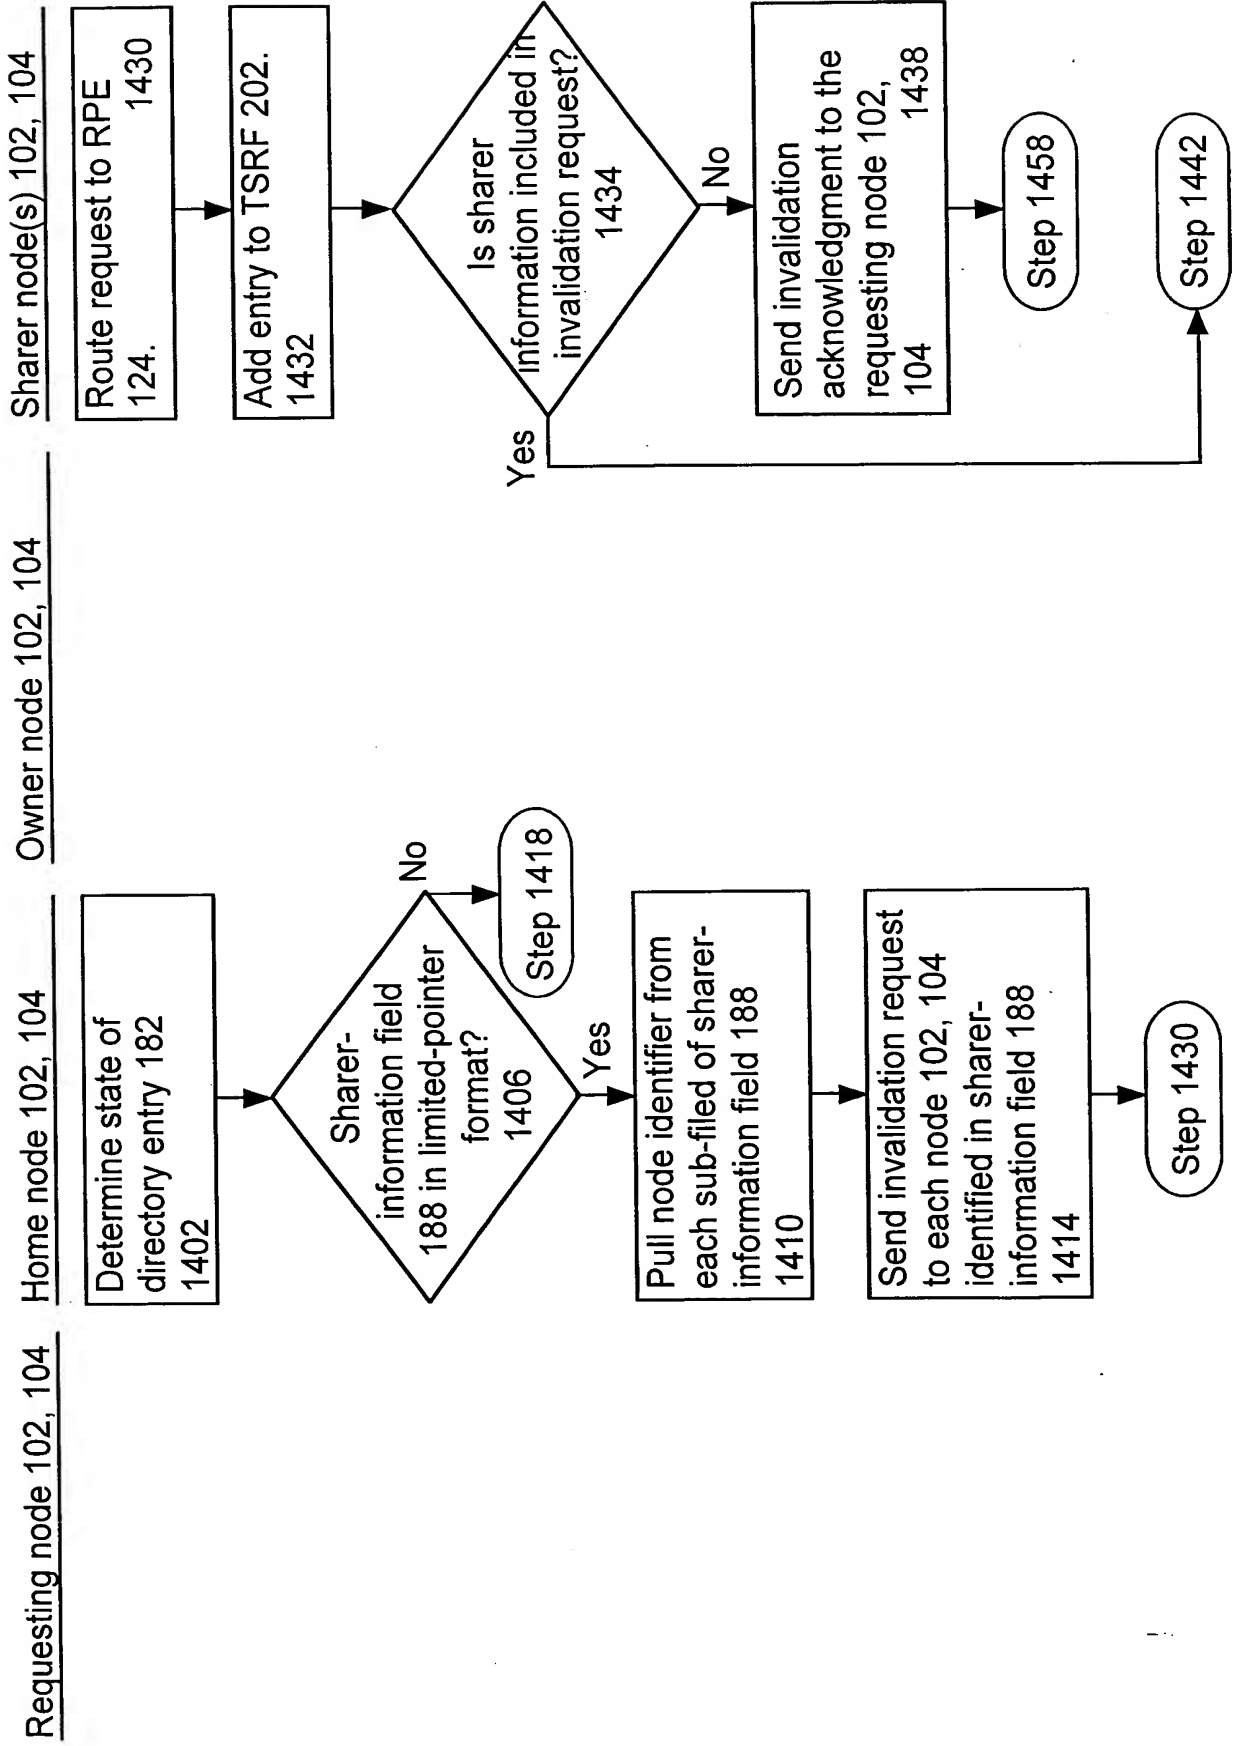 Requesting node 102, 104
Home node 102, 104
Owner node 102, 104
Sharer node(s) 102, 104
Determine state of
directory entry 182
1402
Sharer-
information field
188 in limited-pointer
format?
1406
No
Step 1418
Yes
Pull node identifier from
each sub-filed of sharer-
information field 188
1410
Send invalidation request
to each node 102, 104
identified in sharer-
information field 188
1414
Step 1430
Route request to RPE
124. 1430
Add entry to TSRF 202.
1432
Is sharer
information included in
invalidation request?
1434
Yes
No
Send invalidation
acknowledgment to the
requesting node 102,
104 1438
Step 1458
Step 1442